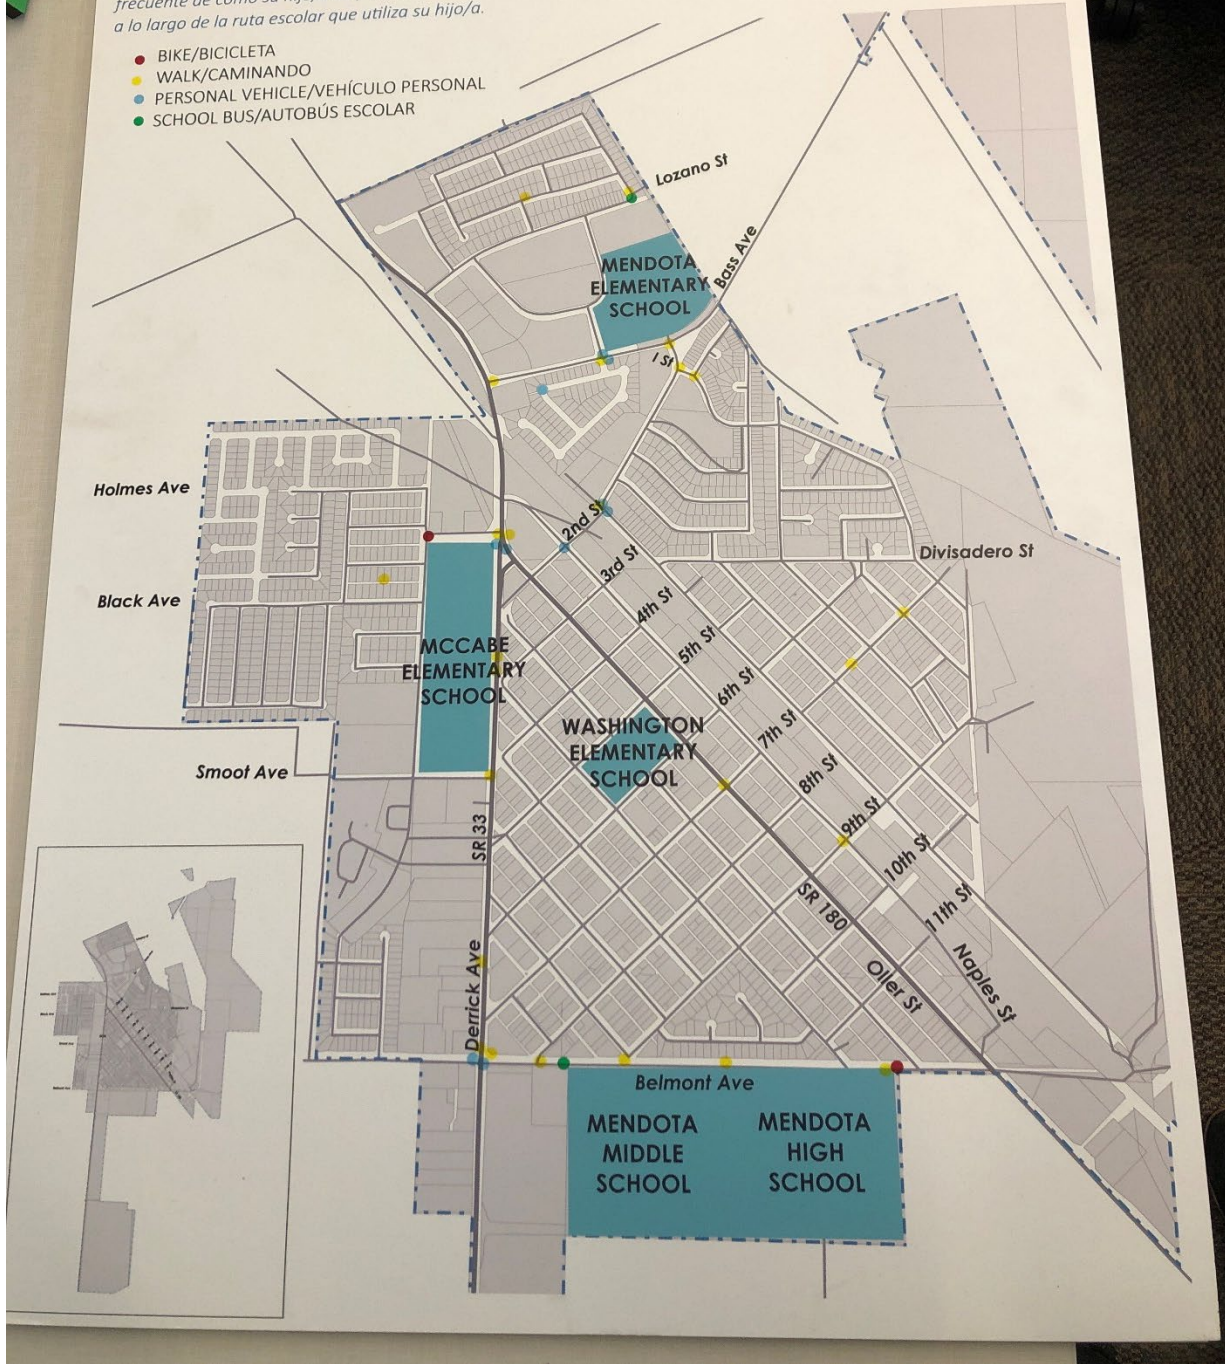 a lo largo de la ruta escolar que utiliza su hijo/a.
BIKE/BICICLETA
WALK/CAMINANDO
PERSONAL VEHICLE/VEHÍCULO PERSONAL
SCHOOL BUS/AUTOBÚS ESCOLAR
Lozano St
Bass Ave
MENDOTA
ELEMENTARY
SCHOOL
I St
Holmes Ave
2nd St
Divisadero St
3rd St
Black Ave
4th St
5th St
MCCABE
ELEMENTARY
SCHOOL
6th St
WASHINGTON
ELEMENTARY
SCHOOL
7th St
Smoot Ave
8th St
SR 33
9th St
10th St
SR 180
11th St
Derrick Ave
Oller St
Naples St
Belmont Ave
MENDOTA
MIDDLE
SCHOOL
MENDOTA
HIGH
SCHOOL